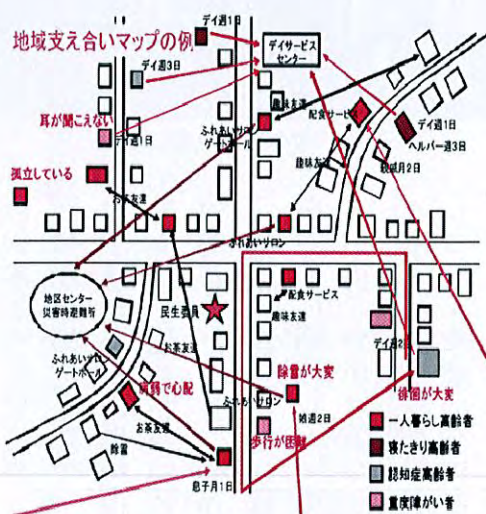 地域支え合いマップの例
デイ週1日
デイサービス
センター
デイ週3日
耳が聞こえない
デイ週1日
趣味友達
配食サービス
ふれあいサロン
ゲートボール
デイ週1日
ヘルパー週3日
趣味友達
親戚月2日
孤立している
お茶友達
ふれあいサロン
地区センター
災害時避難所
民生委員
配食サービス
趣味友達
お茶友達
デイ週2日
ふれあいサロン
ゲートボール
除雪が大変
徘徊が大変
病弱で心配
ふれあいサロン
娘週2日
お茶友達
歩行が困難
除雪
息子月1日
一人暮らし高齢者
寝たきり高齢者
認知症高齢者
重度障がい者